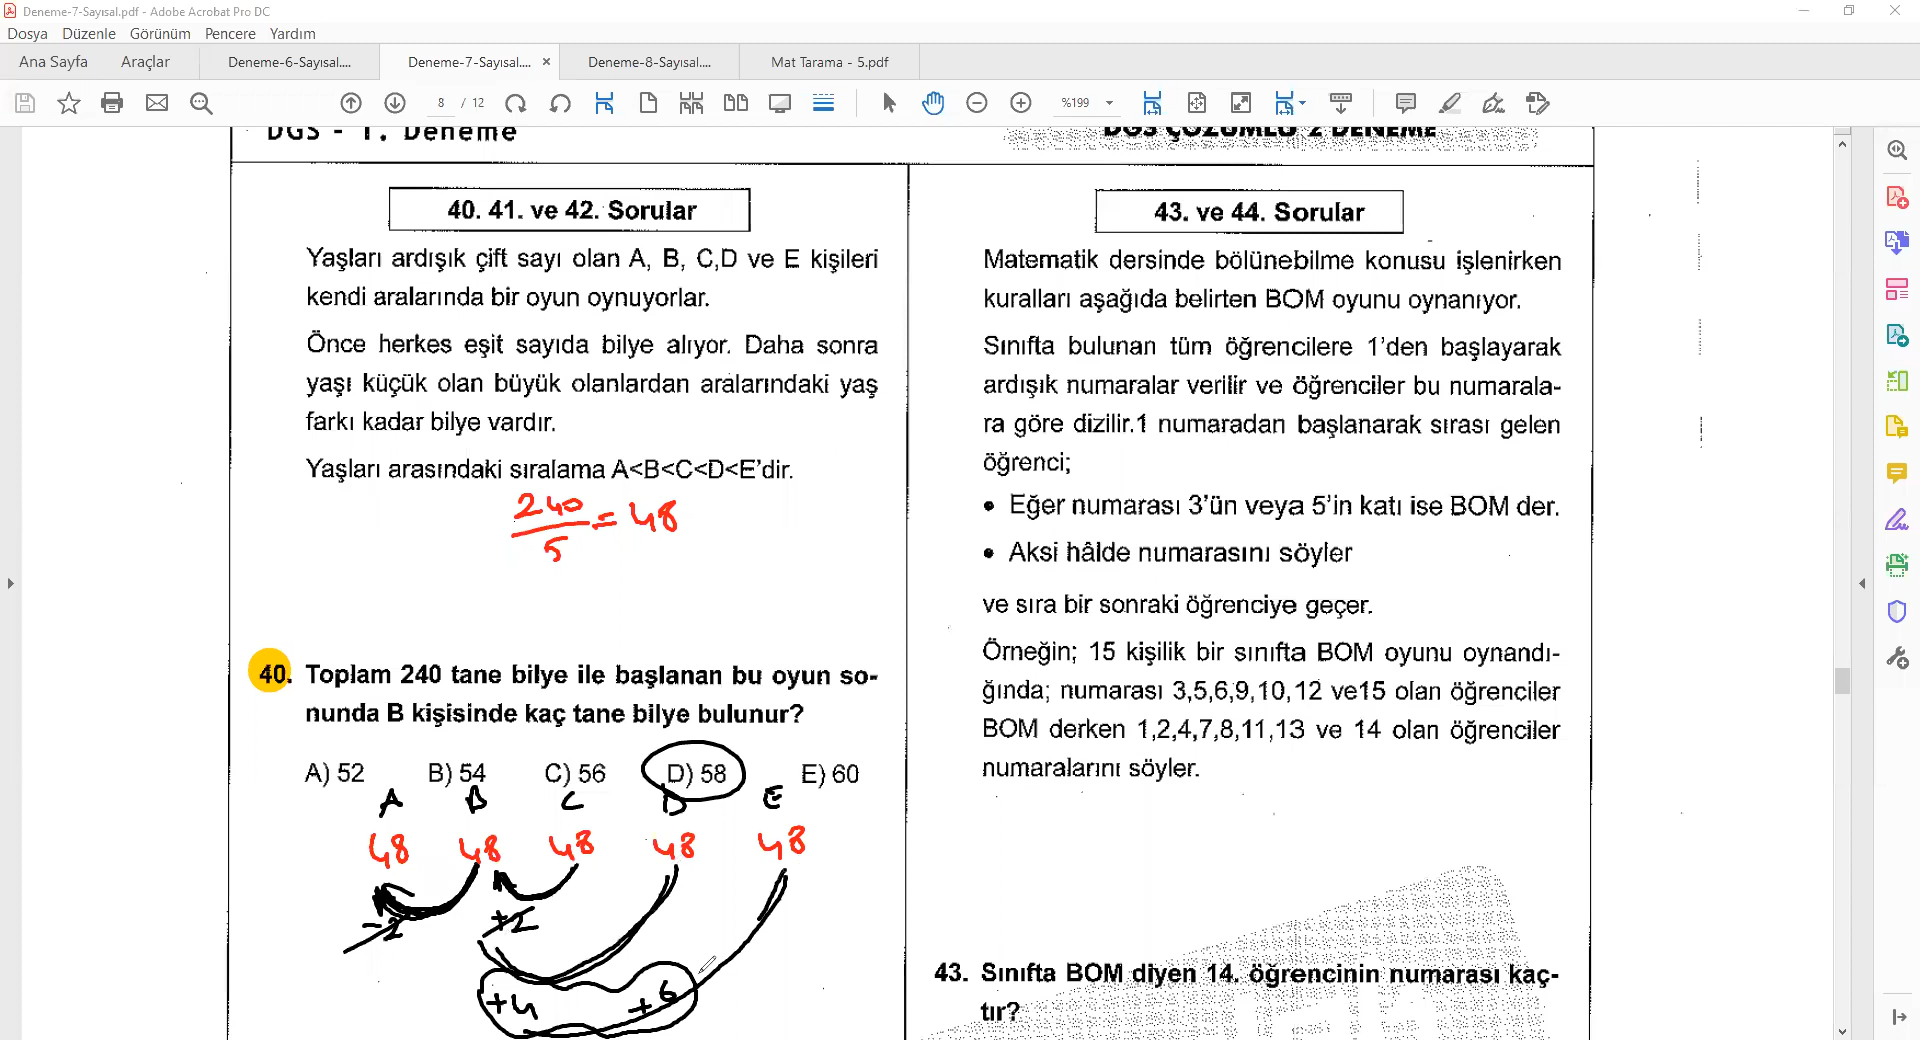 Deneme-7-Sayısal.pdf - Adobe Acrobat Pro DC
Dosya Düzenle Görünüm Pencere Yardım
Ana Sayfa Araçlar Deneme-6-Sayısal.... Deneme-7-Sayısal.... × Deneme-8-Sayısal.... Mat Tarama - 5.pdf
8 / 12 %199
DGS - 1. Deneme
DGS ÇÖZÜMLÜ 2 DENEME
40. 41. ve 42. Sorular
Yaşları ardışık çift sayı olan A, B, C,D ve E kişileri
kendi aralarında bir oyun oynuyorlar.
Önce herkes eşit sayıda bilye alıyor. Daha sonra
yaşı küçük olan büyük olanlardan aralarındaki yaş
farkı kadar bilye vardır.
Yaşları arasındaki sıralama A<B<C<D<E'dir.
240
5
= 48
40. Toplam 240 tane bilye ile başlanan bu oyun so-
nunda B kişisinde kaç tane bilye bulunur?
A) 52 B) 54 C) 56 D) 58 E) 60
A B C D E
48 48 48 48 48
-2 +2
+4 +6
43. ve 44. Sorular
Matematik dersinde bölünebilme konusu işlenirken
kuralları aşağıda belirten BOM oyunu oynanıyor.
Sınıfta bulunan tüm öğrencilere 1'den başlayarak
ardışık numaralar verilir ve öğrenciler bu numarala-
ra göre dizilir.1 numaradan başlanarak sırası gelen
öğrenci;
• Eğer numarası 3'ün veya 5'in katı ise BOM der.
• Aksi hâlde numarasını söyler
ve sıra bir sonraki öğrenciye geçer.
Örneğin; 15 kişilik bir sınıfta BOM oyunu oynandı-
ğında; numarası 3,5,6,9,10,12 ve15 olan öğrenciler
BOM derken 1,2,4,7,8,11,13 ve 14 olan öğrenciler
numaralarını söyler.
43. Sınıfta BOM diyen 14. öğrencinin numarası kaç-
tır?